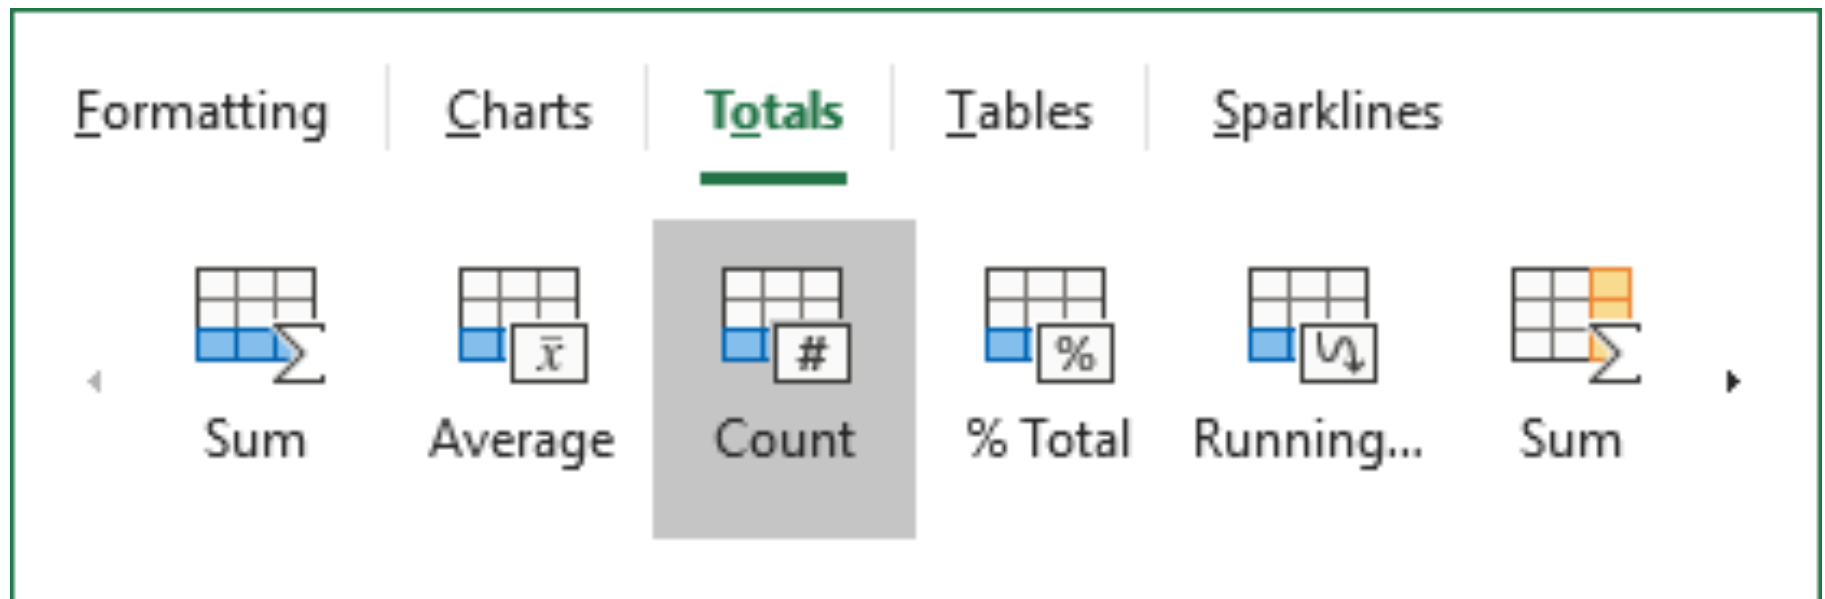 Formatting Charts Totals Tables Sparklines
x̄ # % 
Sum Average Count % Total Running... Sum